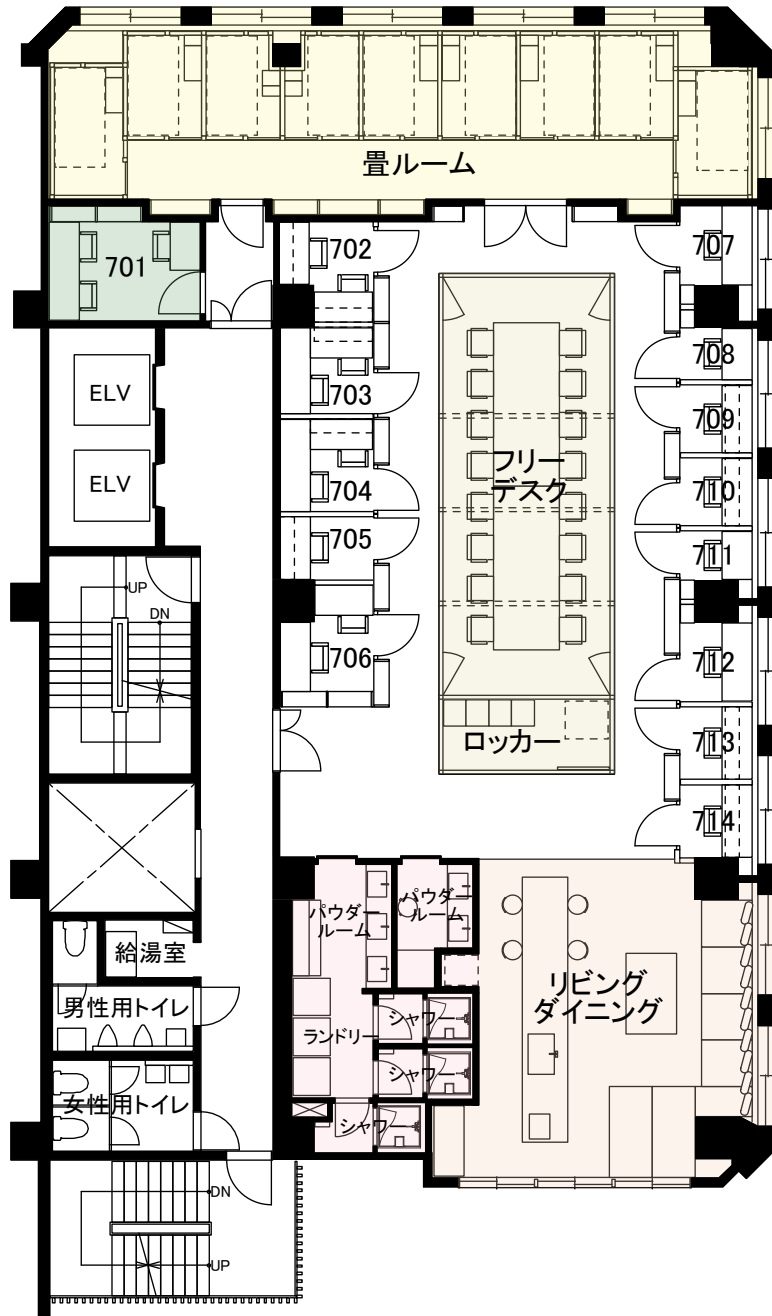 畳ルーム
701
702
707
708
ELV
703
709
フリー
デスク
ELV
704
710
705
711
UP
DN
706
712
ロッカー
713
714
パウダー
ルーム
パウダー
ルーム
給湯室
リビング
ダイニング
男性用トイレ
ランドリー
シャワー
シャワー
女性用トイレ
シャワー
DN
UP